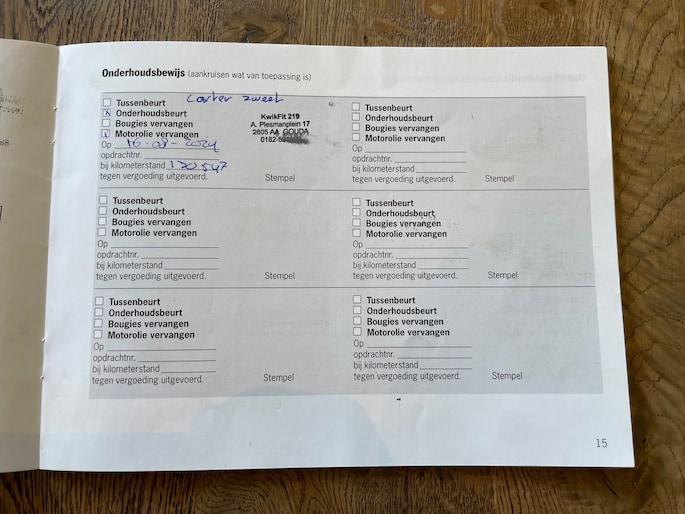 Onderhoudsbewijs (aankruisen wat van toepassing is)
Tussenbeurt
carter zweet
Onderhoudsbeurt
Bougies vervangen
Motorolie vervangen
Op 16-08-2024
opdrachtnr.
bij kilometerstand 120547
tegen vergoeding uitgevoerd.
KwikFit 219
A. Plesmanplein 17
2805 AA GOUDA
0182-
Stempel
Tussenbeurt
Onderhoudsbeurt
Bougies vervangen
Motorolie vervangen
Op
opdrachtnr.
bij kilometerstand
tegen vergoeding uitgevoerd.
Stempel
Tussenbeurt
Onderhoudsbeurt
Bougies vervangen
Motorolie vervangen
Op
opdrachtnr.
bij kilometerstand
tegen vergoeding uitgevoerd.
Stempel
Tussenbeurt
Onderhoudsbeurt
Bougies vervangen
Motorolie vervangen
Op
opdrachtnr.
bij kilometerstand
tegen vergoeding uitgevoerd.
Stempel
Tussenbeurt
Onderhoudsbeurt
Bougies vervangen
Motorolie vervangen
Op
opdrachtnr.
bij kilometerstand
tegen vergoeding uitgevoerd.
Stempel
Tussenbeurt
Onderhoudsbeurt
Bougies vervangen
Motorolie vervangen
Op
opdrachtnr.
bij kilometerstand
tegen vergoeding uitgevoerd.
Stempel
15